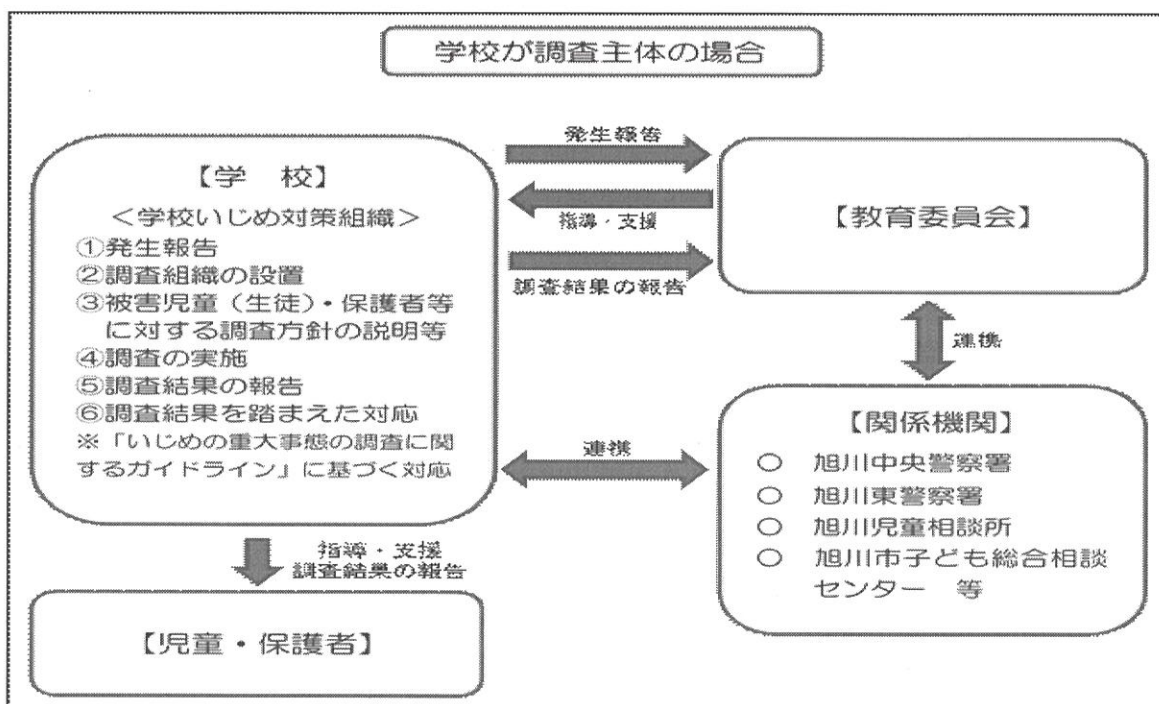 学校が調査主体の場合
【学　校】
＜学校いじめ対策組織＞
①発生報告
②調査組織の設置
③被害児童（生徒）・保護者等
に対する調査方針の説明等
④調査の実施
⑤調査結果の報告
⑥調査結果を踏まえた対応
※「いじめの重大事態の調査に関
するガイドライン」に基づく対応
発生報告
指導・支援
調査結果の報告
【教育委員会】
連携
連携
【関係機関】
○　旭川中央警察署
○　旭川東警察署
○　旭川児童相談所
○　旭川市子ども総合相談
センター　等
指導・支援
調査結果の報告
【児童・保護者】